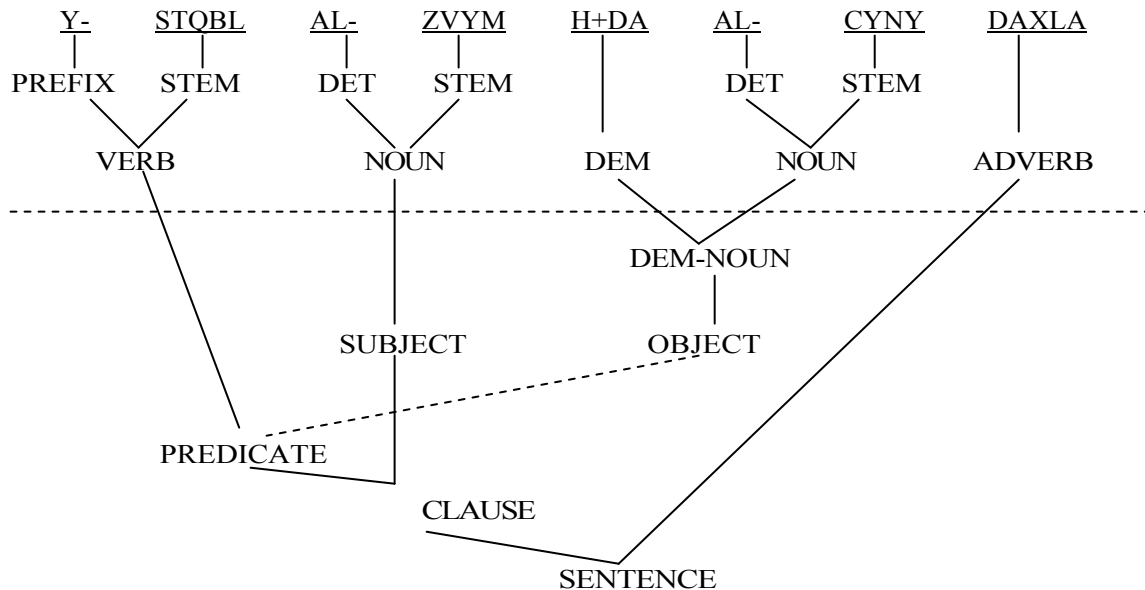 Y- STQBL AL- ZVYM H+DA AL- CYNY DAXLA
PREFIX STEM DET STEM DET STEM
VERB NOUN DEM NOUN ADVERB
DEM-NOUN
SUBJECT OBJECT
PREDICATE
CLAUSE
SENTENCE